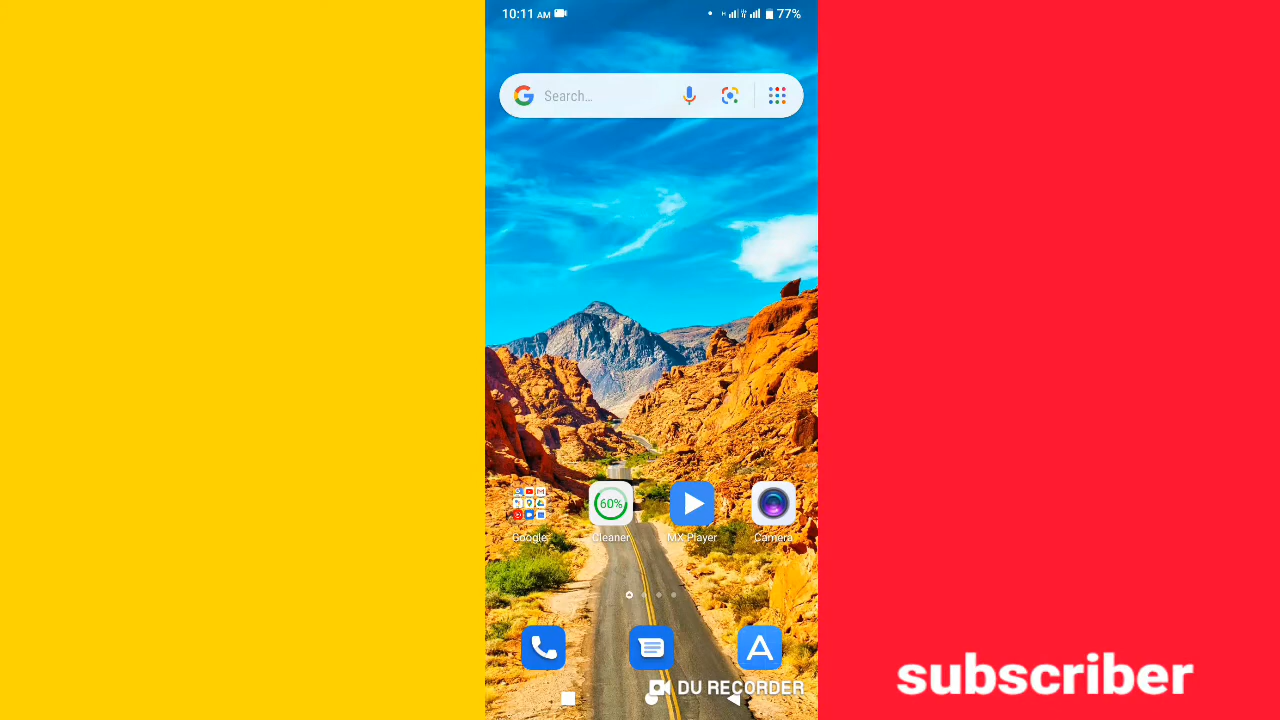 10:11 AM
77%
Search...
60%
Google
Cleaner
MX Player
Camera
DU RECORDER
subscriber